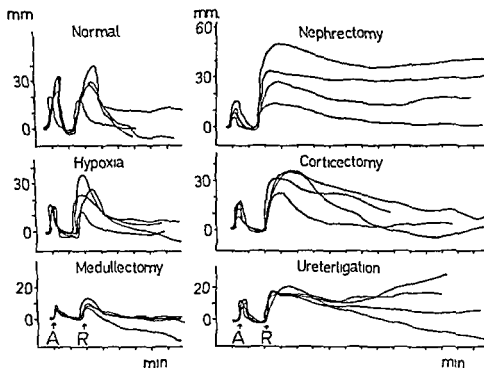 mm.
Normal
30
0
Hypoxia
30
0
Medullectomy
20
0
A
R
min
mm.
60
Nephrectomy
30
0
Corticectomy
30
0
Ureterligation
20
0
A
R
min